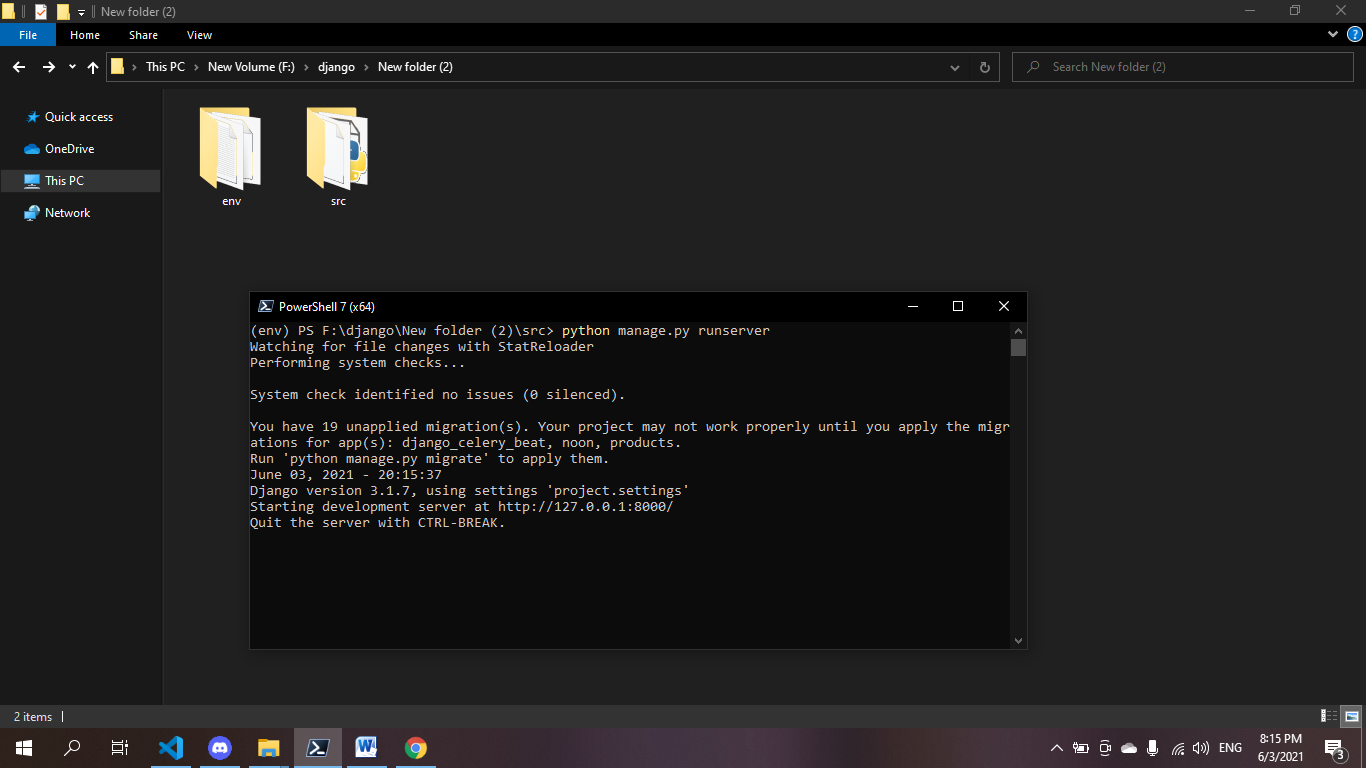 New folder (2)
File Home Share View
This PC New Volume (F:) django New folder (2)
Search New folder (2)
Quick access
OneDrive
This PC
Network
env
src
PowerShell 7 (x64)
(env) PS F:\django\New folder (2)\src> python manage.py runserver
Watching for file changes with StatReloader
Performing system checks...
System check identified no issues (0 silenced).
You have 19 unapplied migration(s). Your project may not work properly until you apply the migr
ations for app(s): django_celery_beat, noon, products.
Run 'python manage.py migrate' to apply them.
June 03, 2021 - 20:15:37
Django version 3.1.7, using settings 'project.settings'
Starting development server at http://127.0.0.1:8000/
Quit the server with CTRL-BREAK.
2 items
ENG
8:15 PM
6/3/2021
3